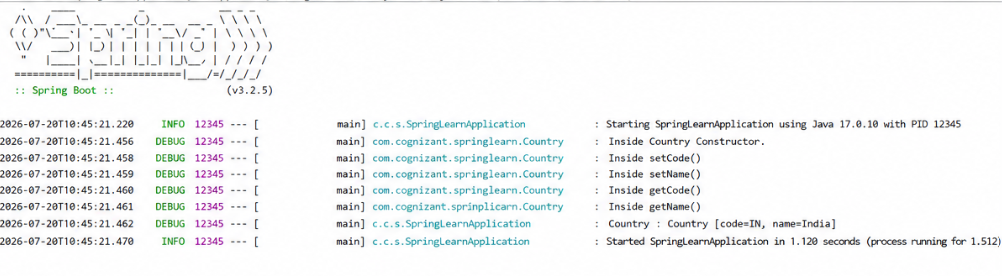 :: Spring Boot :: (v3.2.5)
2026-07-20T10:45:21.220 INFO 12345 --- [ main] c.c.s.SpringLearnApplication : Starting SpringLearnApplication using Java 17.0.10 with PID 12345
2026-07-20T10:45:21.456 DEBUG 12345 --- [ main] com.cognizant.springlearn.Country : Inside Country Constructor.
2026-07-20T10:45:21.458 DEBUG 12345 --- [ main] com.cognizant.springlearn.Country : Inside setCode()
2026-07-20T10:45:21.459 DEBUG 12345 --- [ main] com.cognizant.springlearn.Country : Inside setName()
2026-07-20T10:45:21.460 DEBUG 12345 --- [ main] com.cognizant.springlearn.Country : Inside getCode()
2026-07-20T10:45:21.461 DEBUG 12345 --- [ main] com.cognizant.sprinplicarn.Country : Inside getName()
2026-07-20T10:45:21.462 DEBUG 12345 --- [ main] c.c.s.SpringLearnApplication : Country : Country [code=IN, name=India]
2026-07-20T10:45:21.470 INFO 12345 --- [ main] c.c.s.SpringLearnApplication : Started SpringLearnApplication in 1.120 seconds (process running for 1.512)